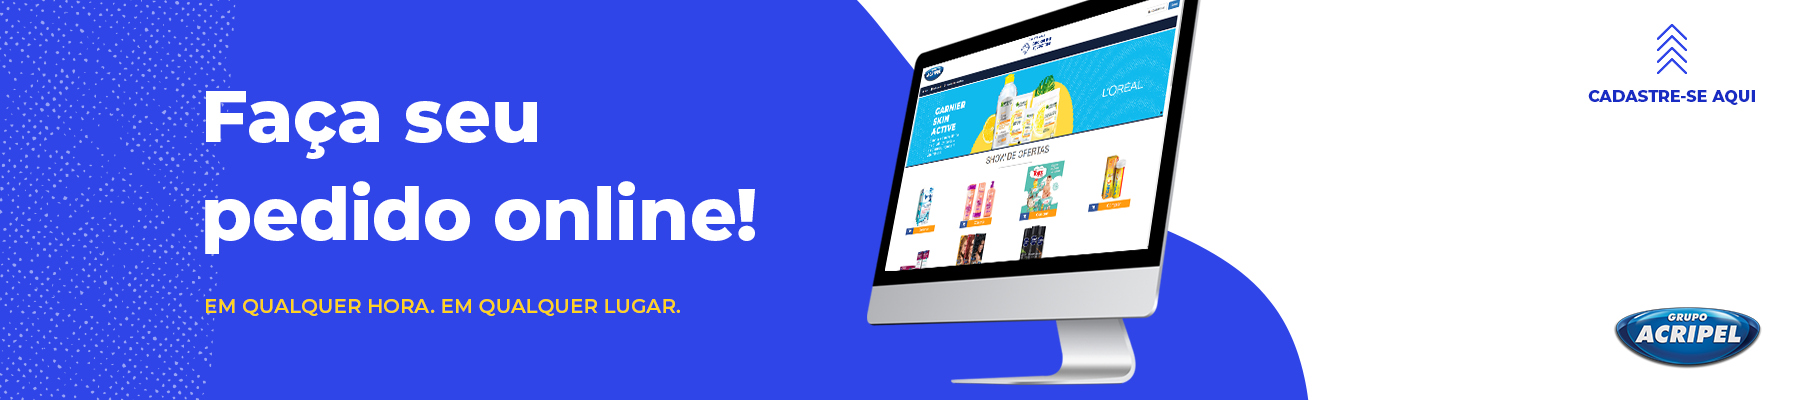 Faça seu
pedido online!
EM QUALQUER HORA. EM QUALQUER LUGAR.
ACRIPEL
GARNIER
SKIN
ACTIVE
L'ORÉAL
SHOW DE OFERTAS
CADASTRE-SE AQUI
GRUPO
ACRIPEL